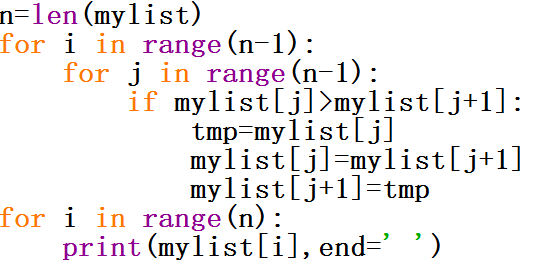 n=len(mylist)
for i in range(n-1):
    for j in range(n-1):
        if mylist[j]>mylist[j+1]:
            tmp=mylist[j]
            mylist[j]=mylist[j+1]
            mylist[j+1]=tmp
for i in range(n):
    print(mylist[i],end=' ')